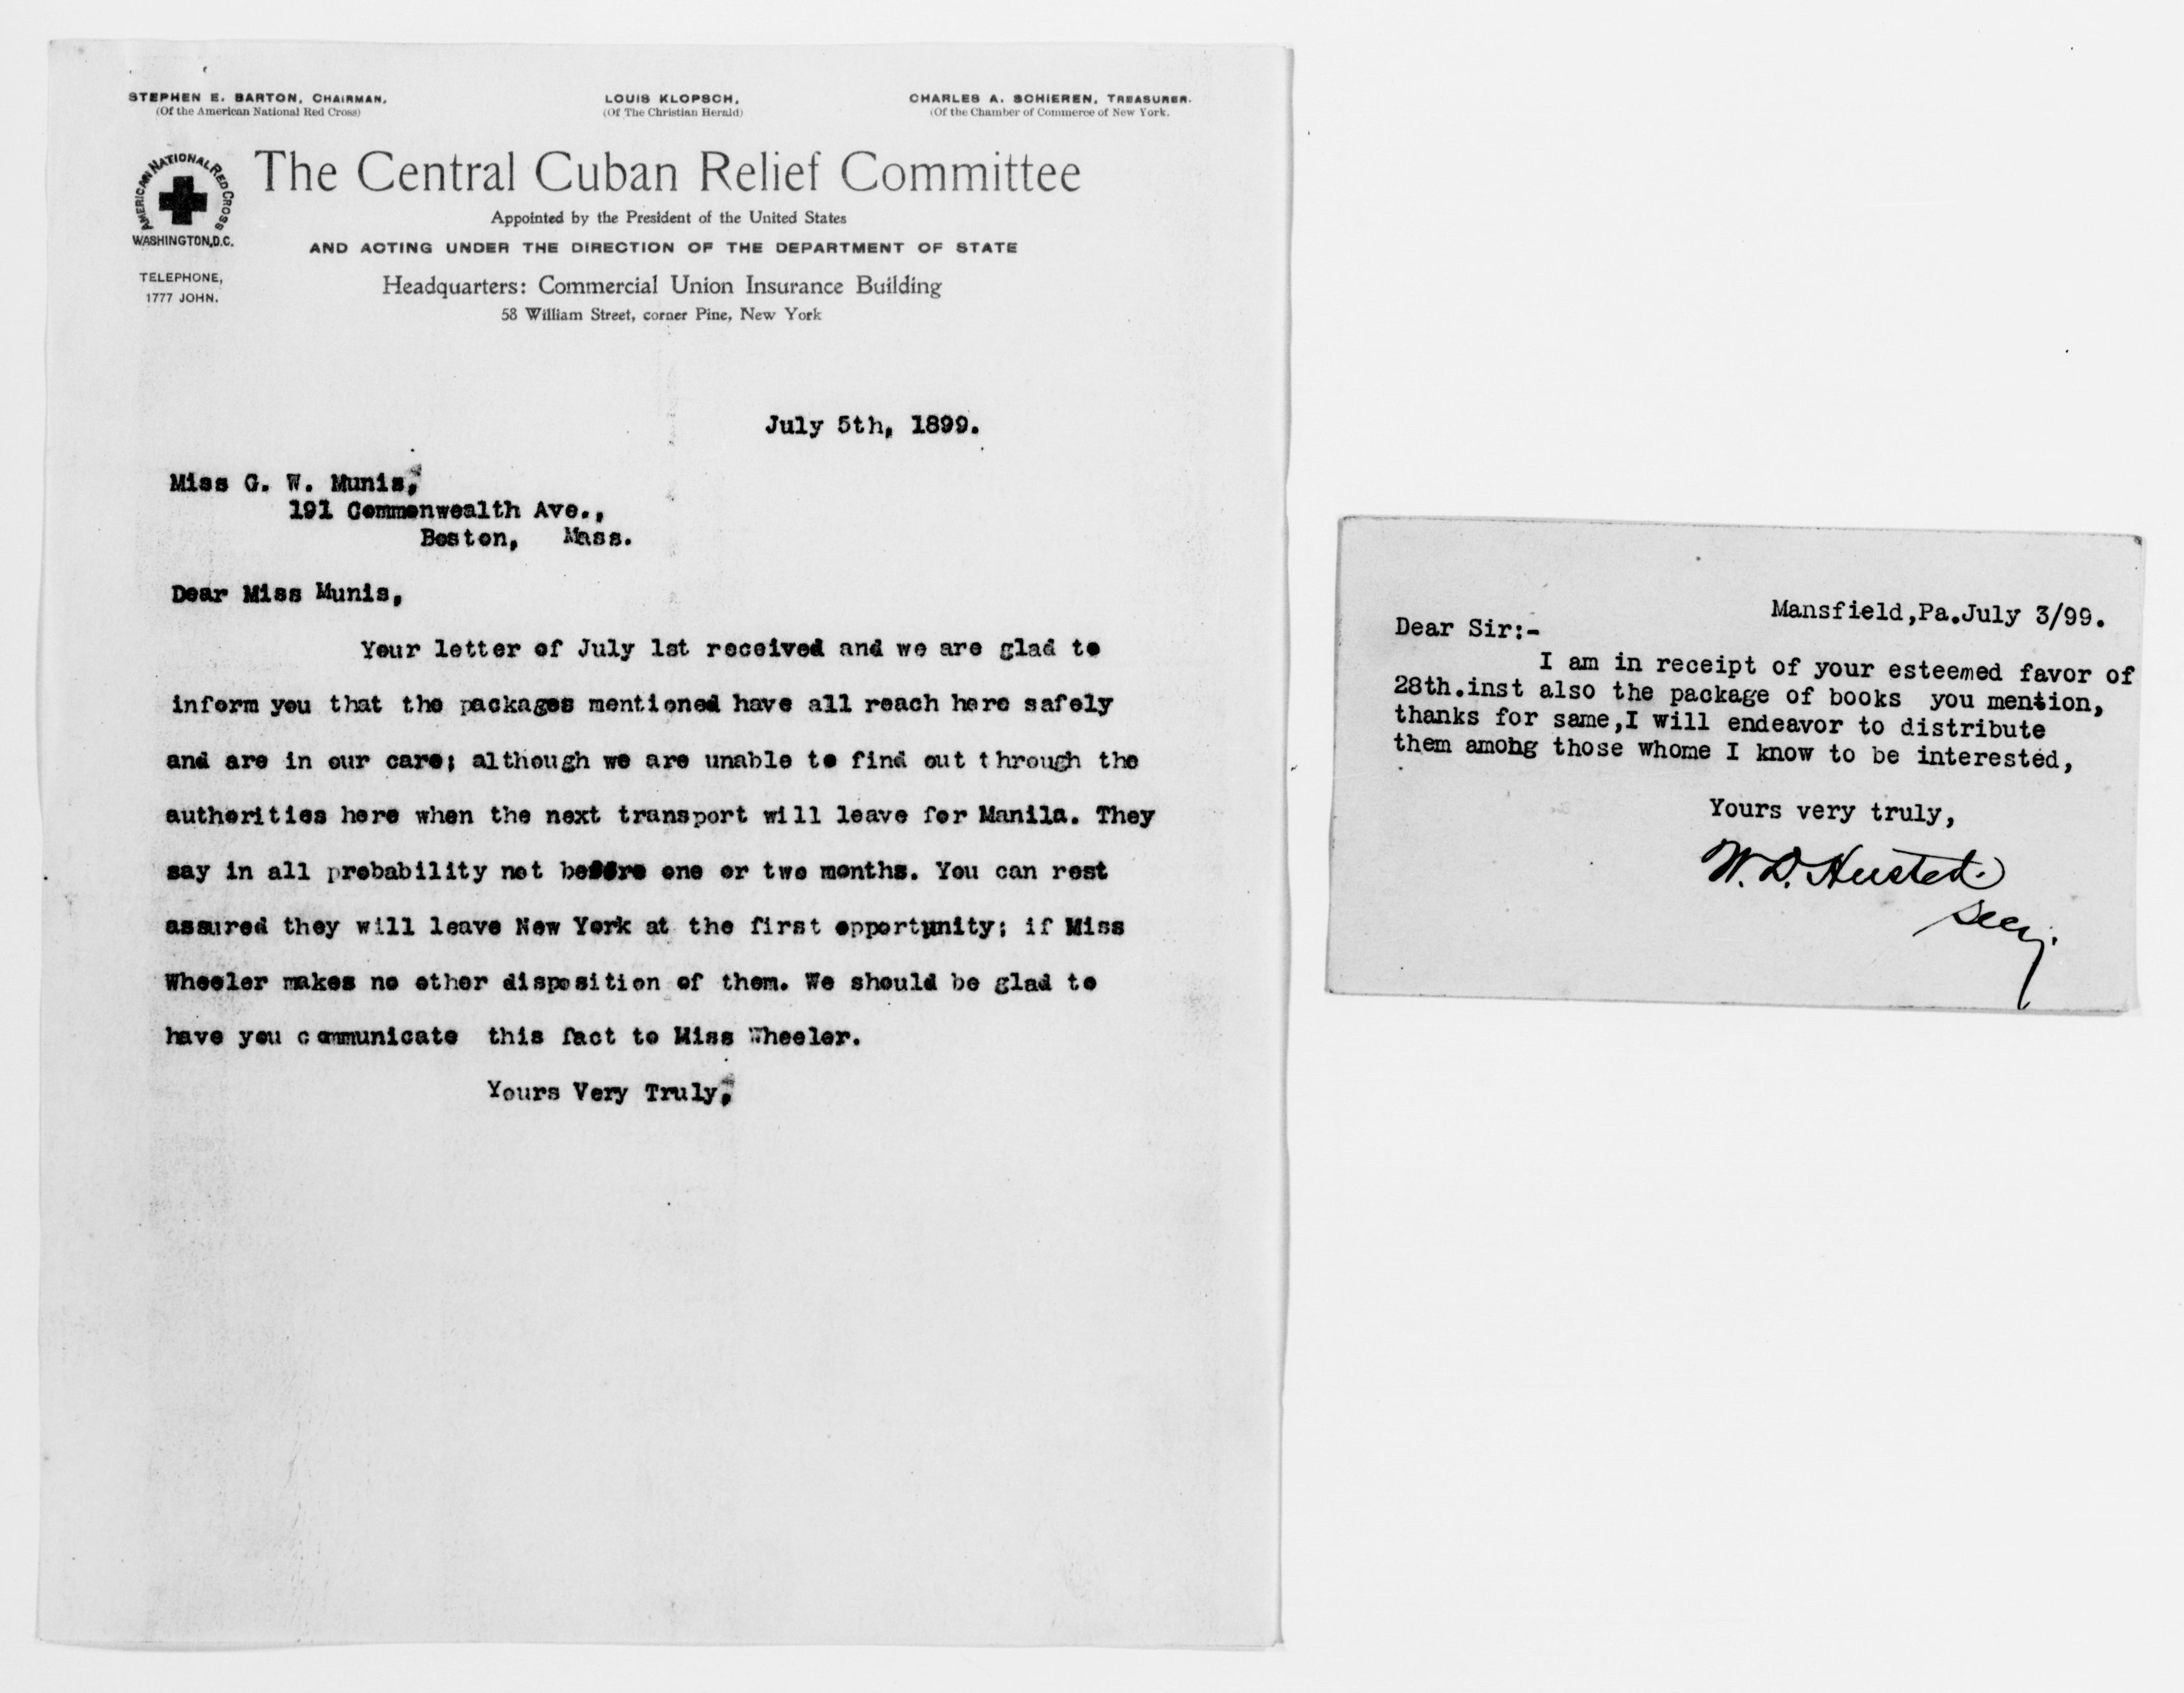 STEPHEN E. BARTON, CHAIRMAN.
(Of the American National Red Cross)
LOUIS KLOPSCH,
(Of The Christian Herald)
CHARLES A. SCHIEREN, TREASURER.
(Of the Chamber of Commerce of New York.
AMERICAN NATIONAL RED CROSS
WASHINGTON, D.C.
TELEPHONE,
1777 JOHN.
The Central Cuban Relief Committee
Appointed by the President of the United States
AND ACTING UNDER THE DIRECTION OF THE DEPARTMENT OF STATE
Headquarters: Commercial Union Insurance Building
58 William Street, corner Pine, New York
July 5th, 1899.
Miss G. W. Munis,
191 Commonwealth Ave.,
Boston, Mass.
Dear Miss Munis,
Your letter of July 1st received and we are glad to
inform you that the packages mentioned have all reach here safely
and are in our care; although we are unable to find out through the
authorities here when the next transport will leave for Manila. They
say in all probability not before one or two months. You can rest
assured they will leave New York at the first opportunity; if Miss
Wheeler makes no other disposition of them. We should be glad to
have you communicate this fact to Miss Wheeler.
Yours Very Truly,
Mansfield,Pa.July 3/99.
Dear Sir:-
I am in receipt of your esteemed favor of
28th.inst also the package of books you mention,
thanks for same,I will endeavor to distribute
them among those whome I know to be interested,
Yours very truly,
W. D. Husted.
Secy.